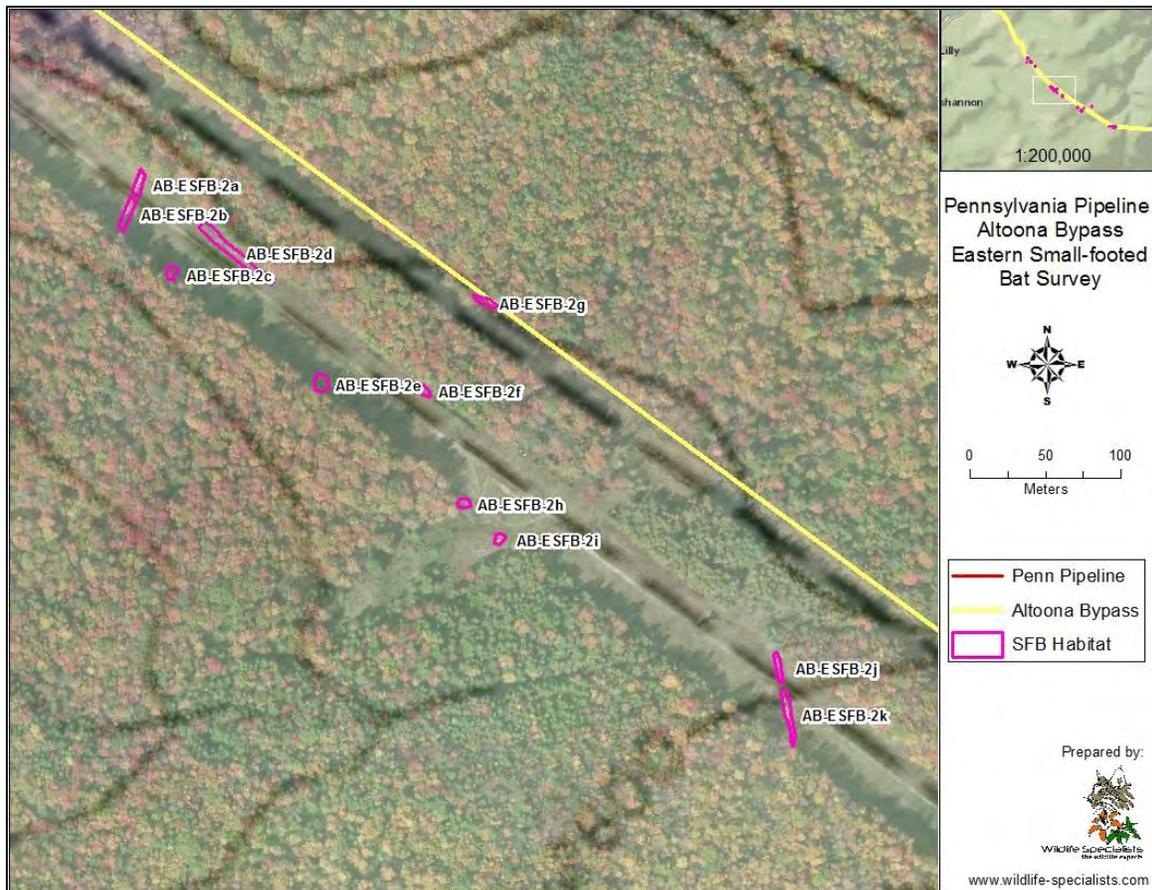 AB-ESFB-2a
AB-ESFB-2b
AB-ESFB-2d
AB-ESFB-2c
AB-ESFB-2g
AB-ESFB-2e
AB-ESFB-2f
AB-ESFB-2h
AB-ESFB-2i
AB-ESFB-2j
AB-ESFB-2k
Lilly
shannon
1:200,000
Pennsylvania Pipeline
Altoona Bypass
Eastern Small-footed
Bat Survey
N
W E
S
0 50 100
Meters
Penn Pipeline
Altoona Bypass
SFB Habitat
Prepared by:
Wildlife Specialists
the wildlife experts
www.wildlife-specialists.com